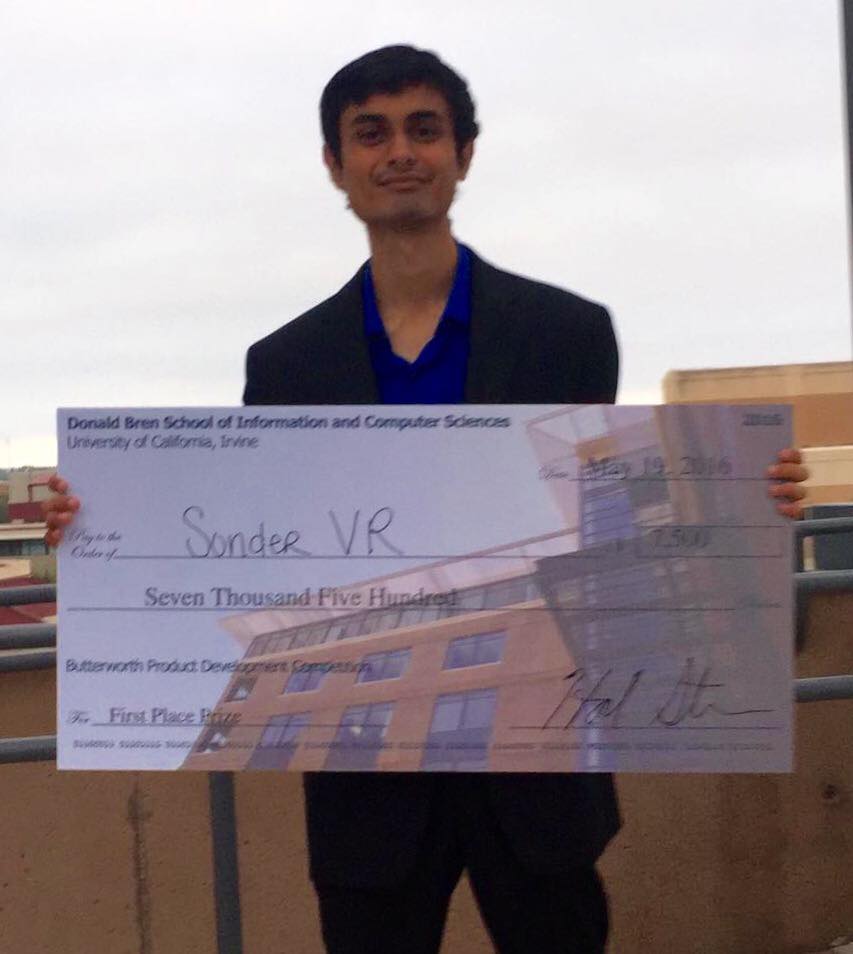 Donald Bren School of Information and Computer Sciences
2016
University of California, Irvine
Date May 19, 2016
Pay to the
Order of Sonder VR
7,500
Seven Thousand Five Hundred
Butterworth Product Development Competition
First Place Prize